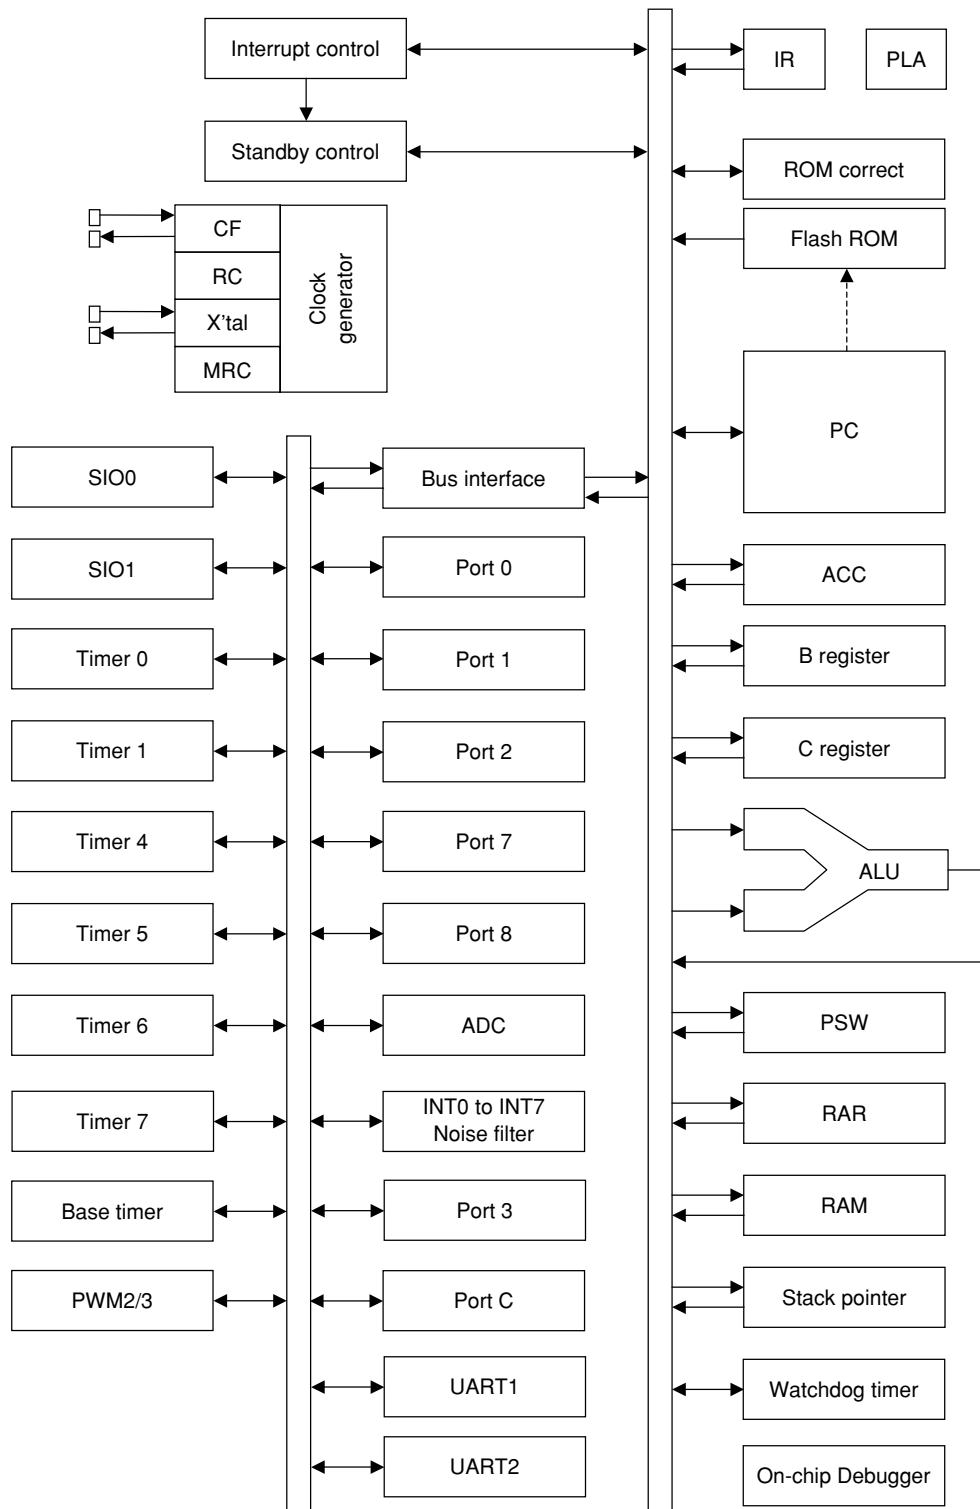 Interrupt control
IR
PLA
Standby control
ROM correct
CF
Flash ROM
RC
Clock
generator
X'tal
MRC
PC
SIO0
Bus interface
SIO1
Port 0
ACC
Timer 0
Port 1
B register
Timer 1
Port 2
C register
Timer 4
Port 7
ALU
Timer 5
Port 8
Timer 6
ADC
PSW
Timer 7
INT0 to INT7
Noise filter
RAR
Base timer
Port 3
RAM
PWM2/3
Port C
Stack pointer
UART1
Watchdog timer
UART2
On-chip Debugger